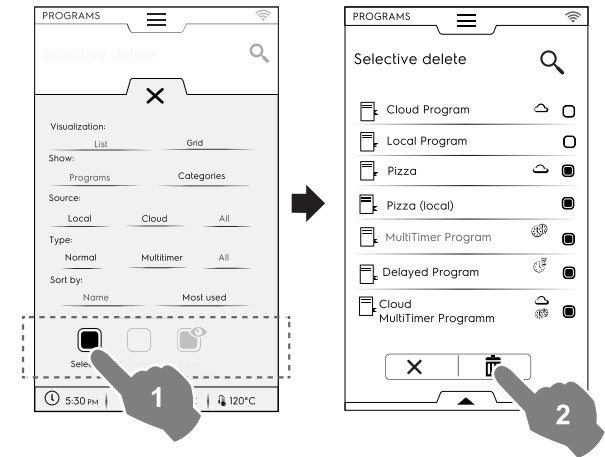 PROGRAMS
Selective delete
Visualization:
List Grid
Show:
Programs Categories
Source:
Local Cloud All
Type:
Normal Multitimer All
Sort by:
Name Most used
5:30 PM 120°C
1
PROGRAMS
Selective delete
Cloud Program
Local Program
Pizza
Pizza (local)
MultiTimer Program
Delayed Program
Cloud
MultiTimer Programm
2